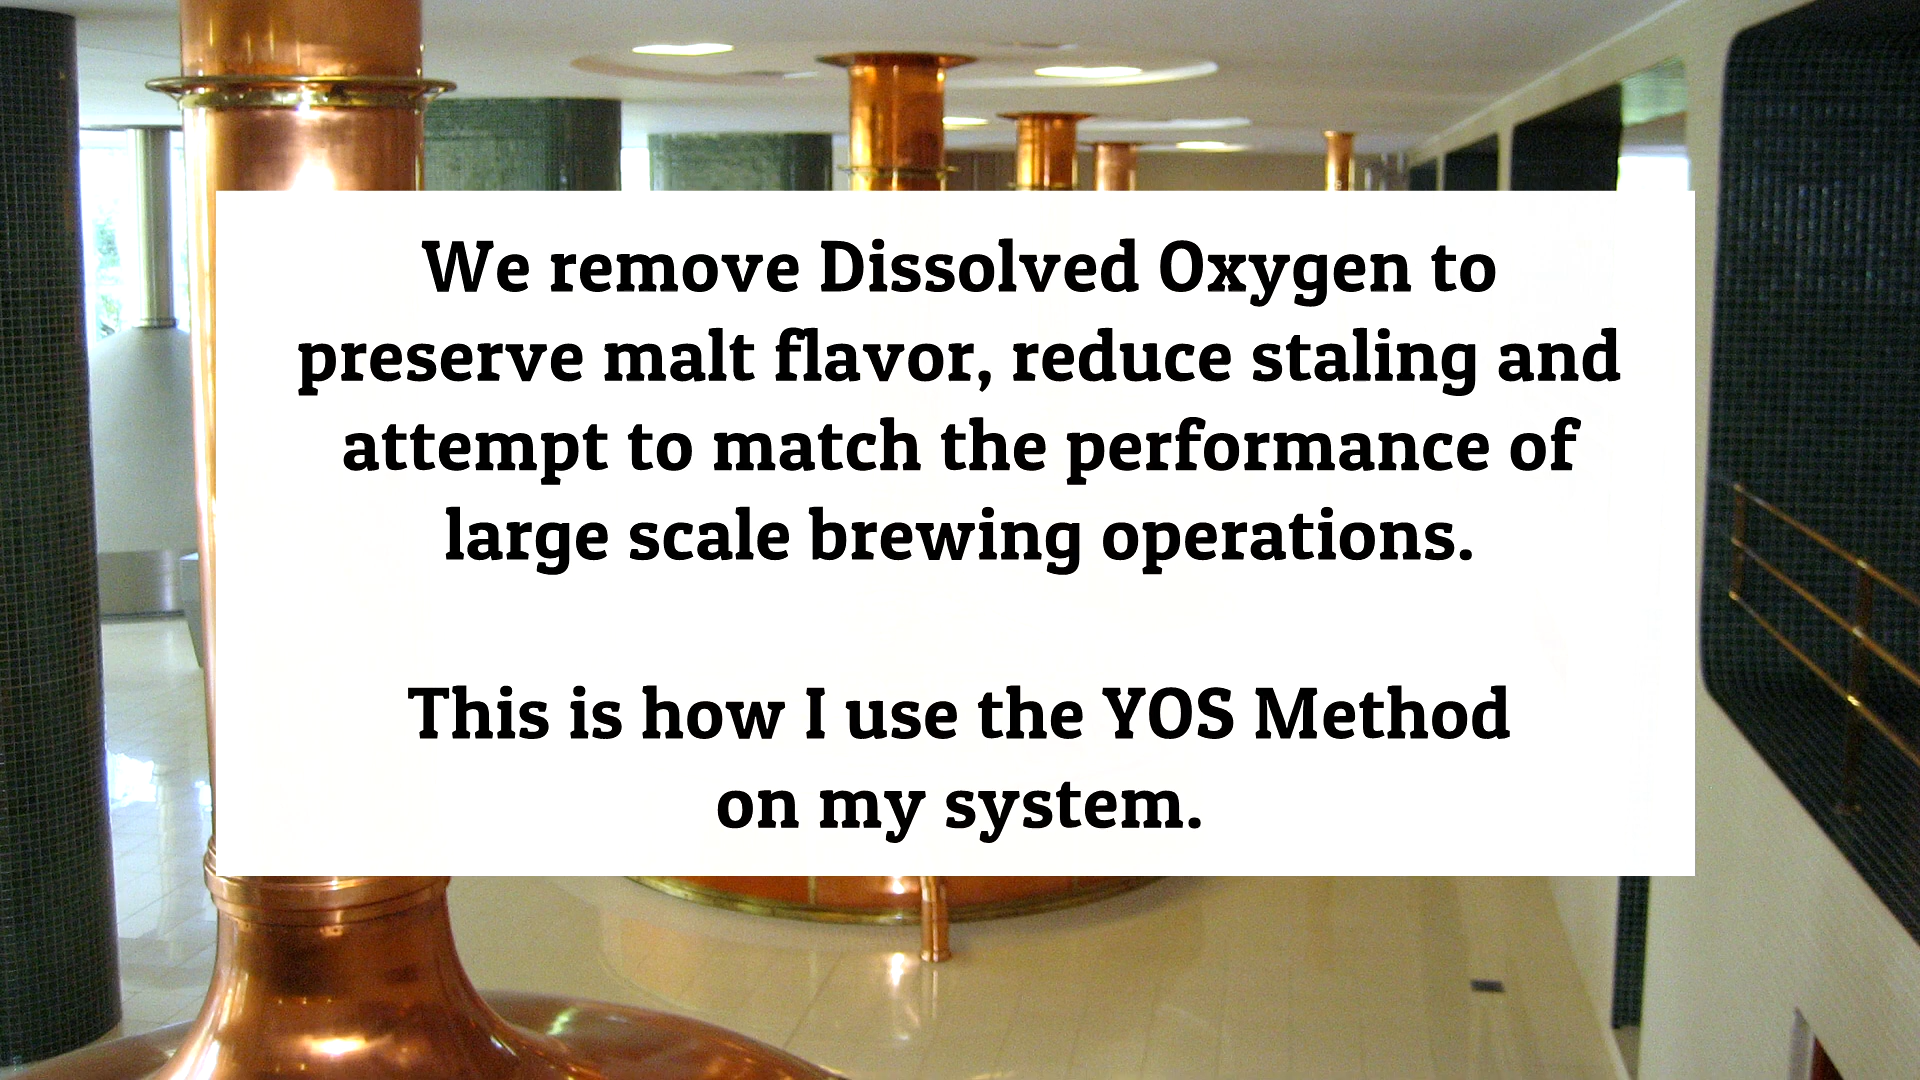 We remove Dissolved Oxygen to
preserve malt flavor, reduce staling and
attempt to match the performance of
large scale brewing operations.
This is how I use the YOS Method
on my system.